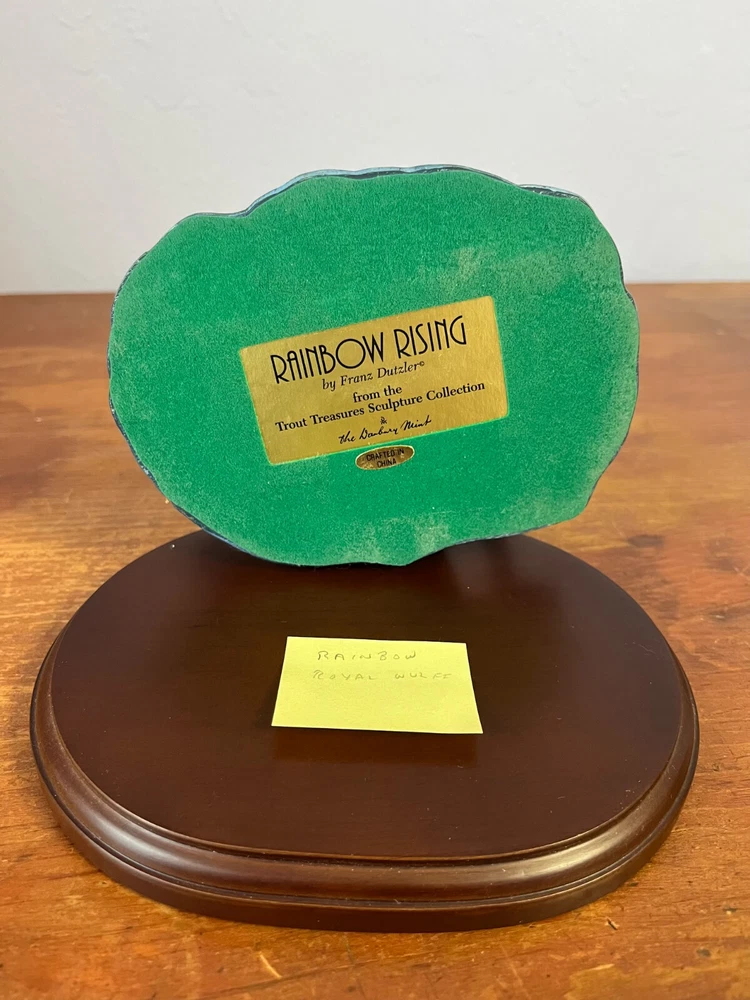 RAINBOW RISING
by Franz Dutzler©
from the
Trout Treasures Sculpture Collection
&
the Danbury Mint
CRAFTED IN
CHINA
RAINBOW
ROYAL WULFF